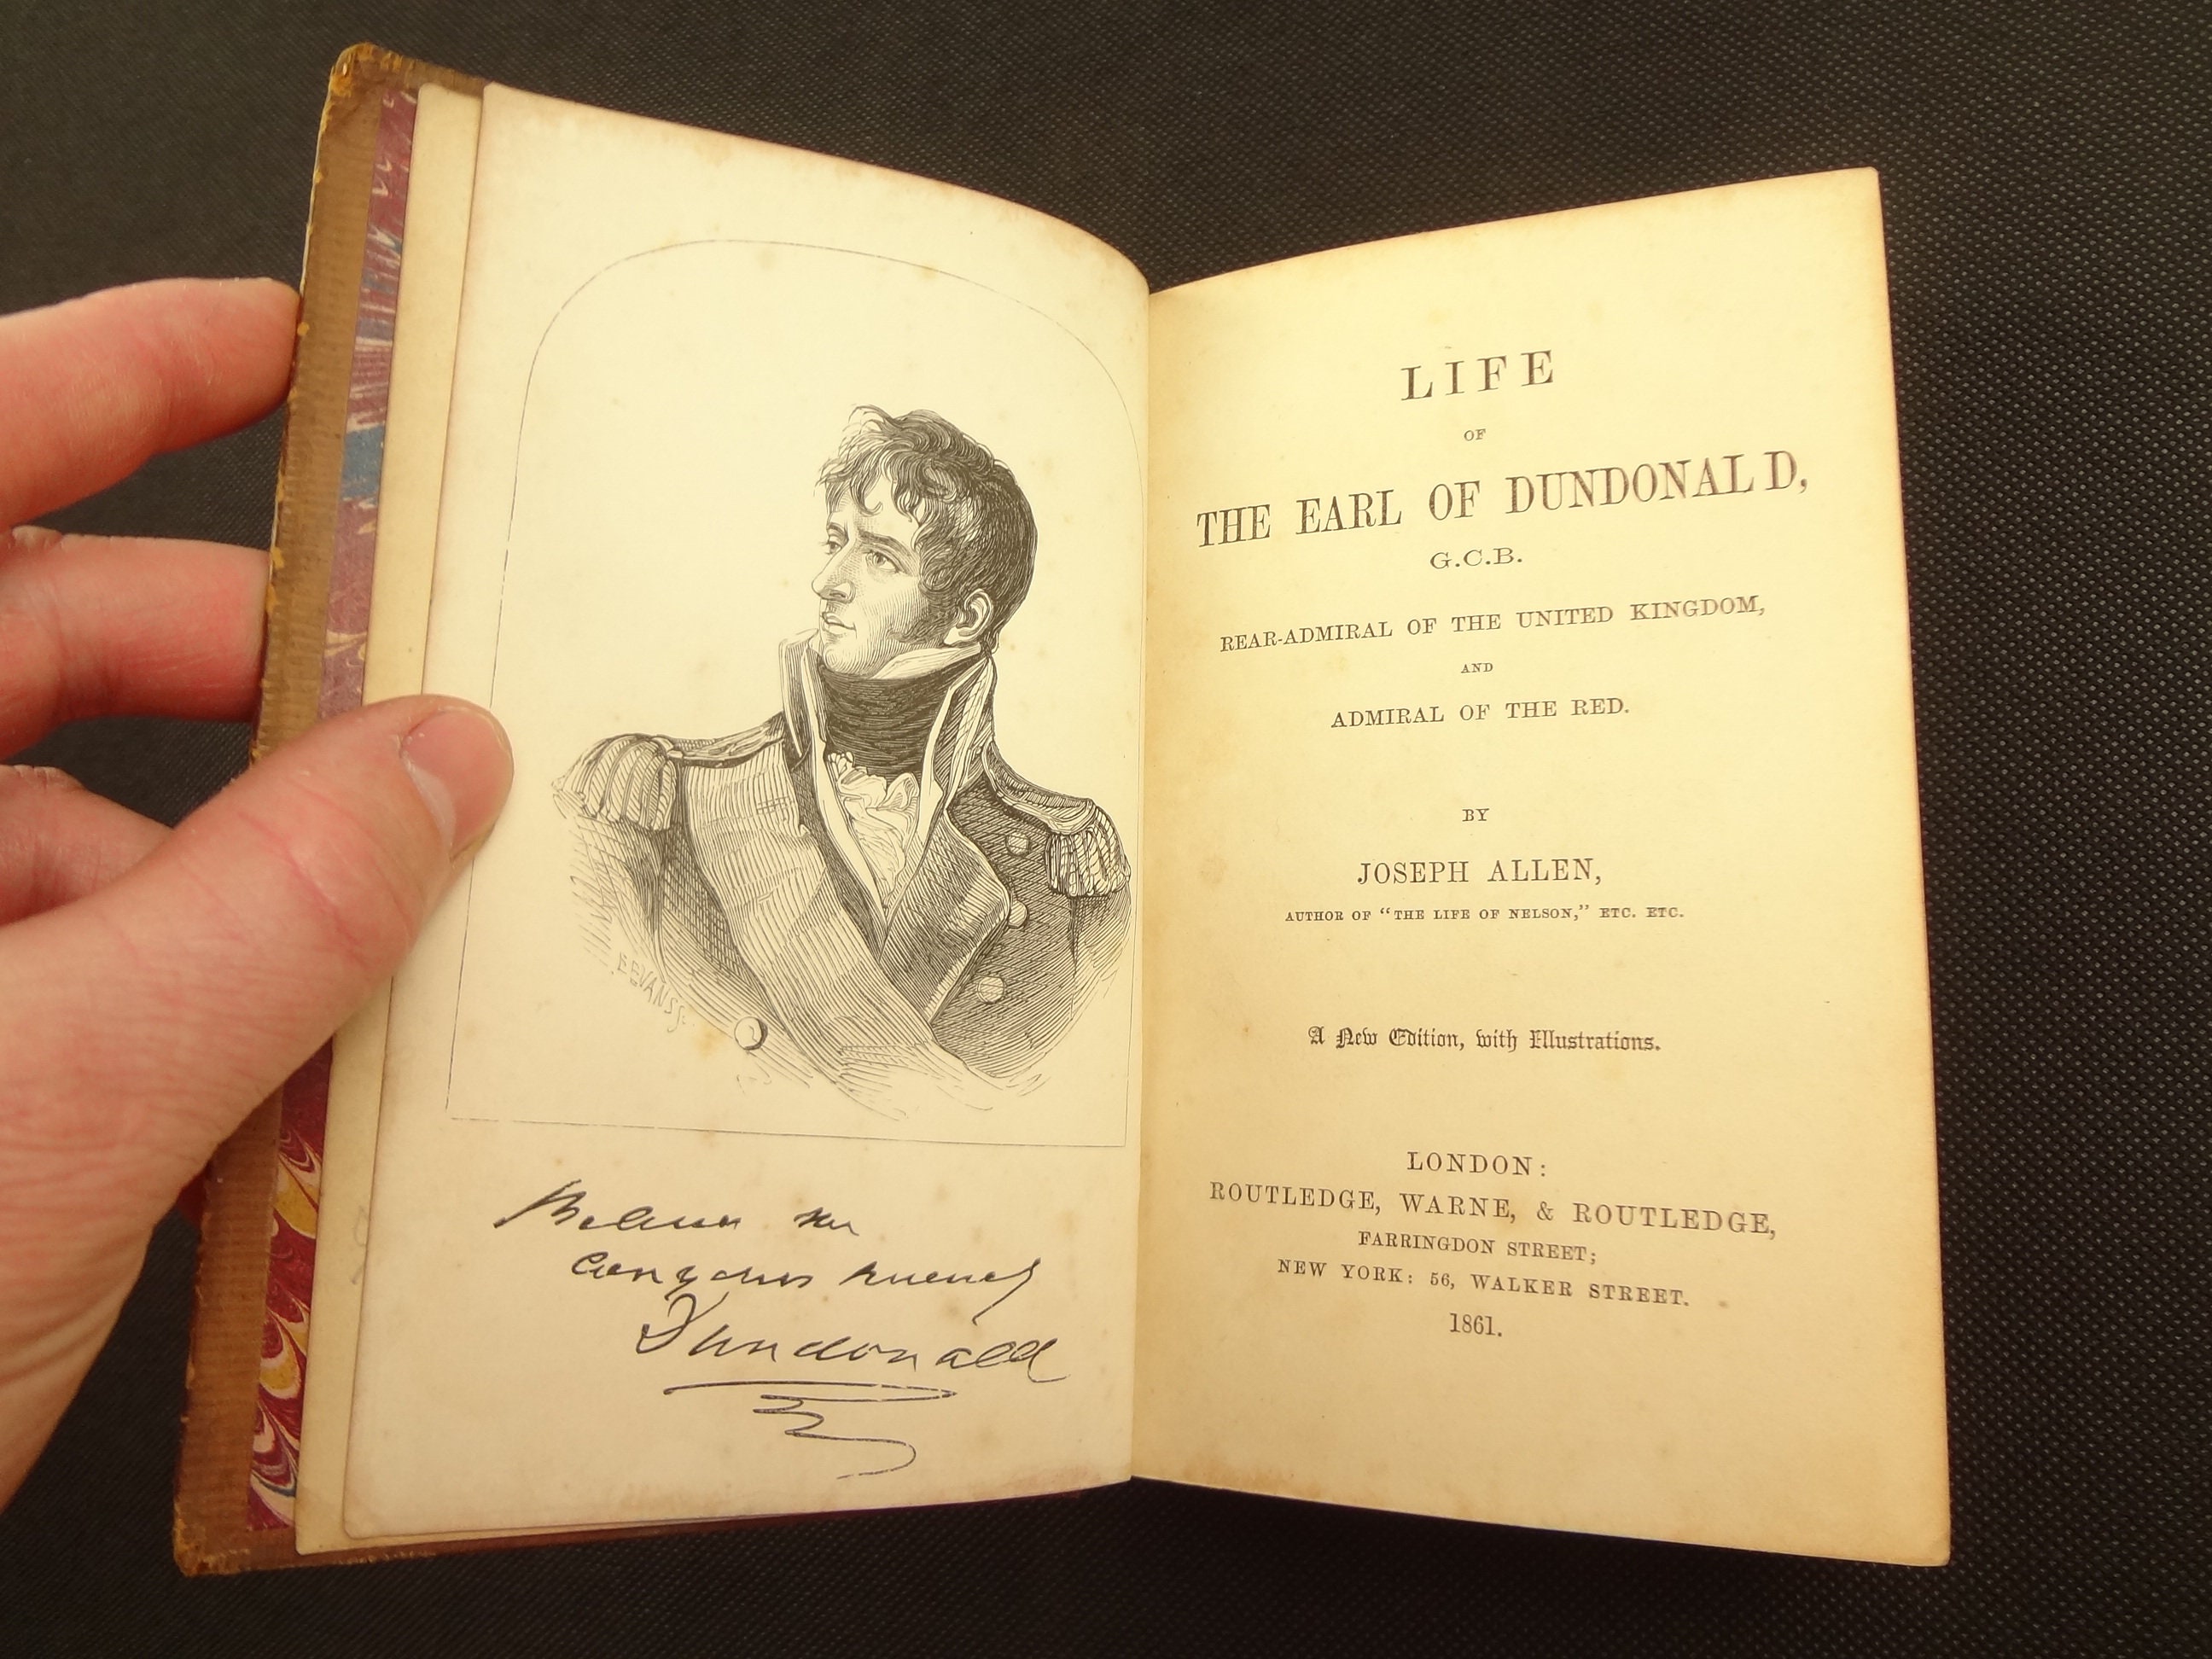 E EVANS Sc
Believe me
Dundonald
LIFE
OF
THE EARL OF DUNDONALD,
G.C.B.
REAR-ADMIRAL OF THE UNITED KINGDOM,
AND
ADMIRAL OF THE RED.
BY
JOSEPH ALLEN,
AUTHOR OF “THE LIFE OF NELSON,” ETC. ETC.
A New Edition, with Illustrations.
LONDON:
ROUTLEDGE, WARNE, & ROUTLEDGE,
FARRINGDON STREET;
NEW YORK: 56, WALKER STREET.
1861.